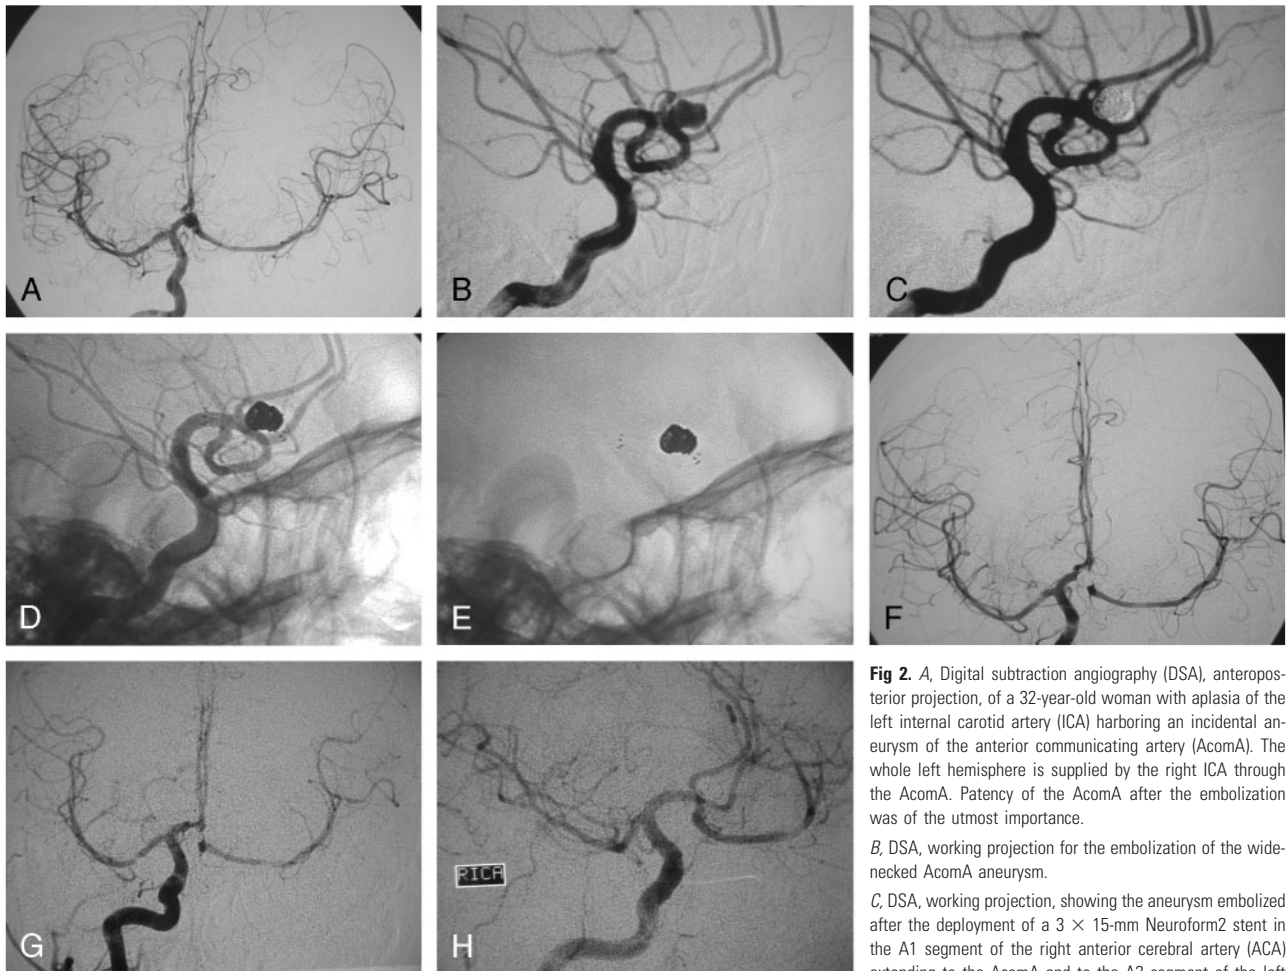 A
B
C
D
E
F
G
RICA
H
Fig 2. A, Digital subtraction angiography (DSA), anteropos-
terior projection, of a 32-year-old woman with aplasia of the
left internal carotid artery (ICA) harboring an incidental an-
eurysm of the anterior communicating artery (AcomA). The
whole left hemisphere is supplied by the right ICA through
the AcomA. Patency of the AcomA after the embolization
was of the utmost importance.
B, DSA, working projection for the embolization of the wide-
necked AcomA aneurysm.
C, DSA, working projection, showing the aneurysm embolized
after the deployment of a 3 × 15-mm Neuroform2 stent in
the A1 segment of the right anterior cerebral artery (ACA)